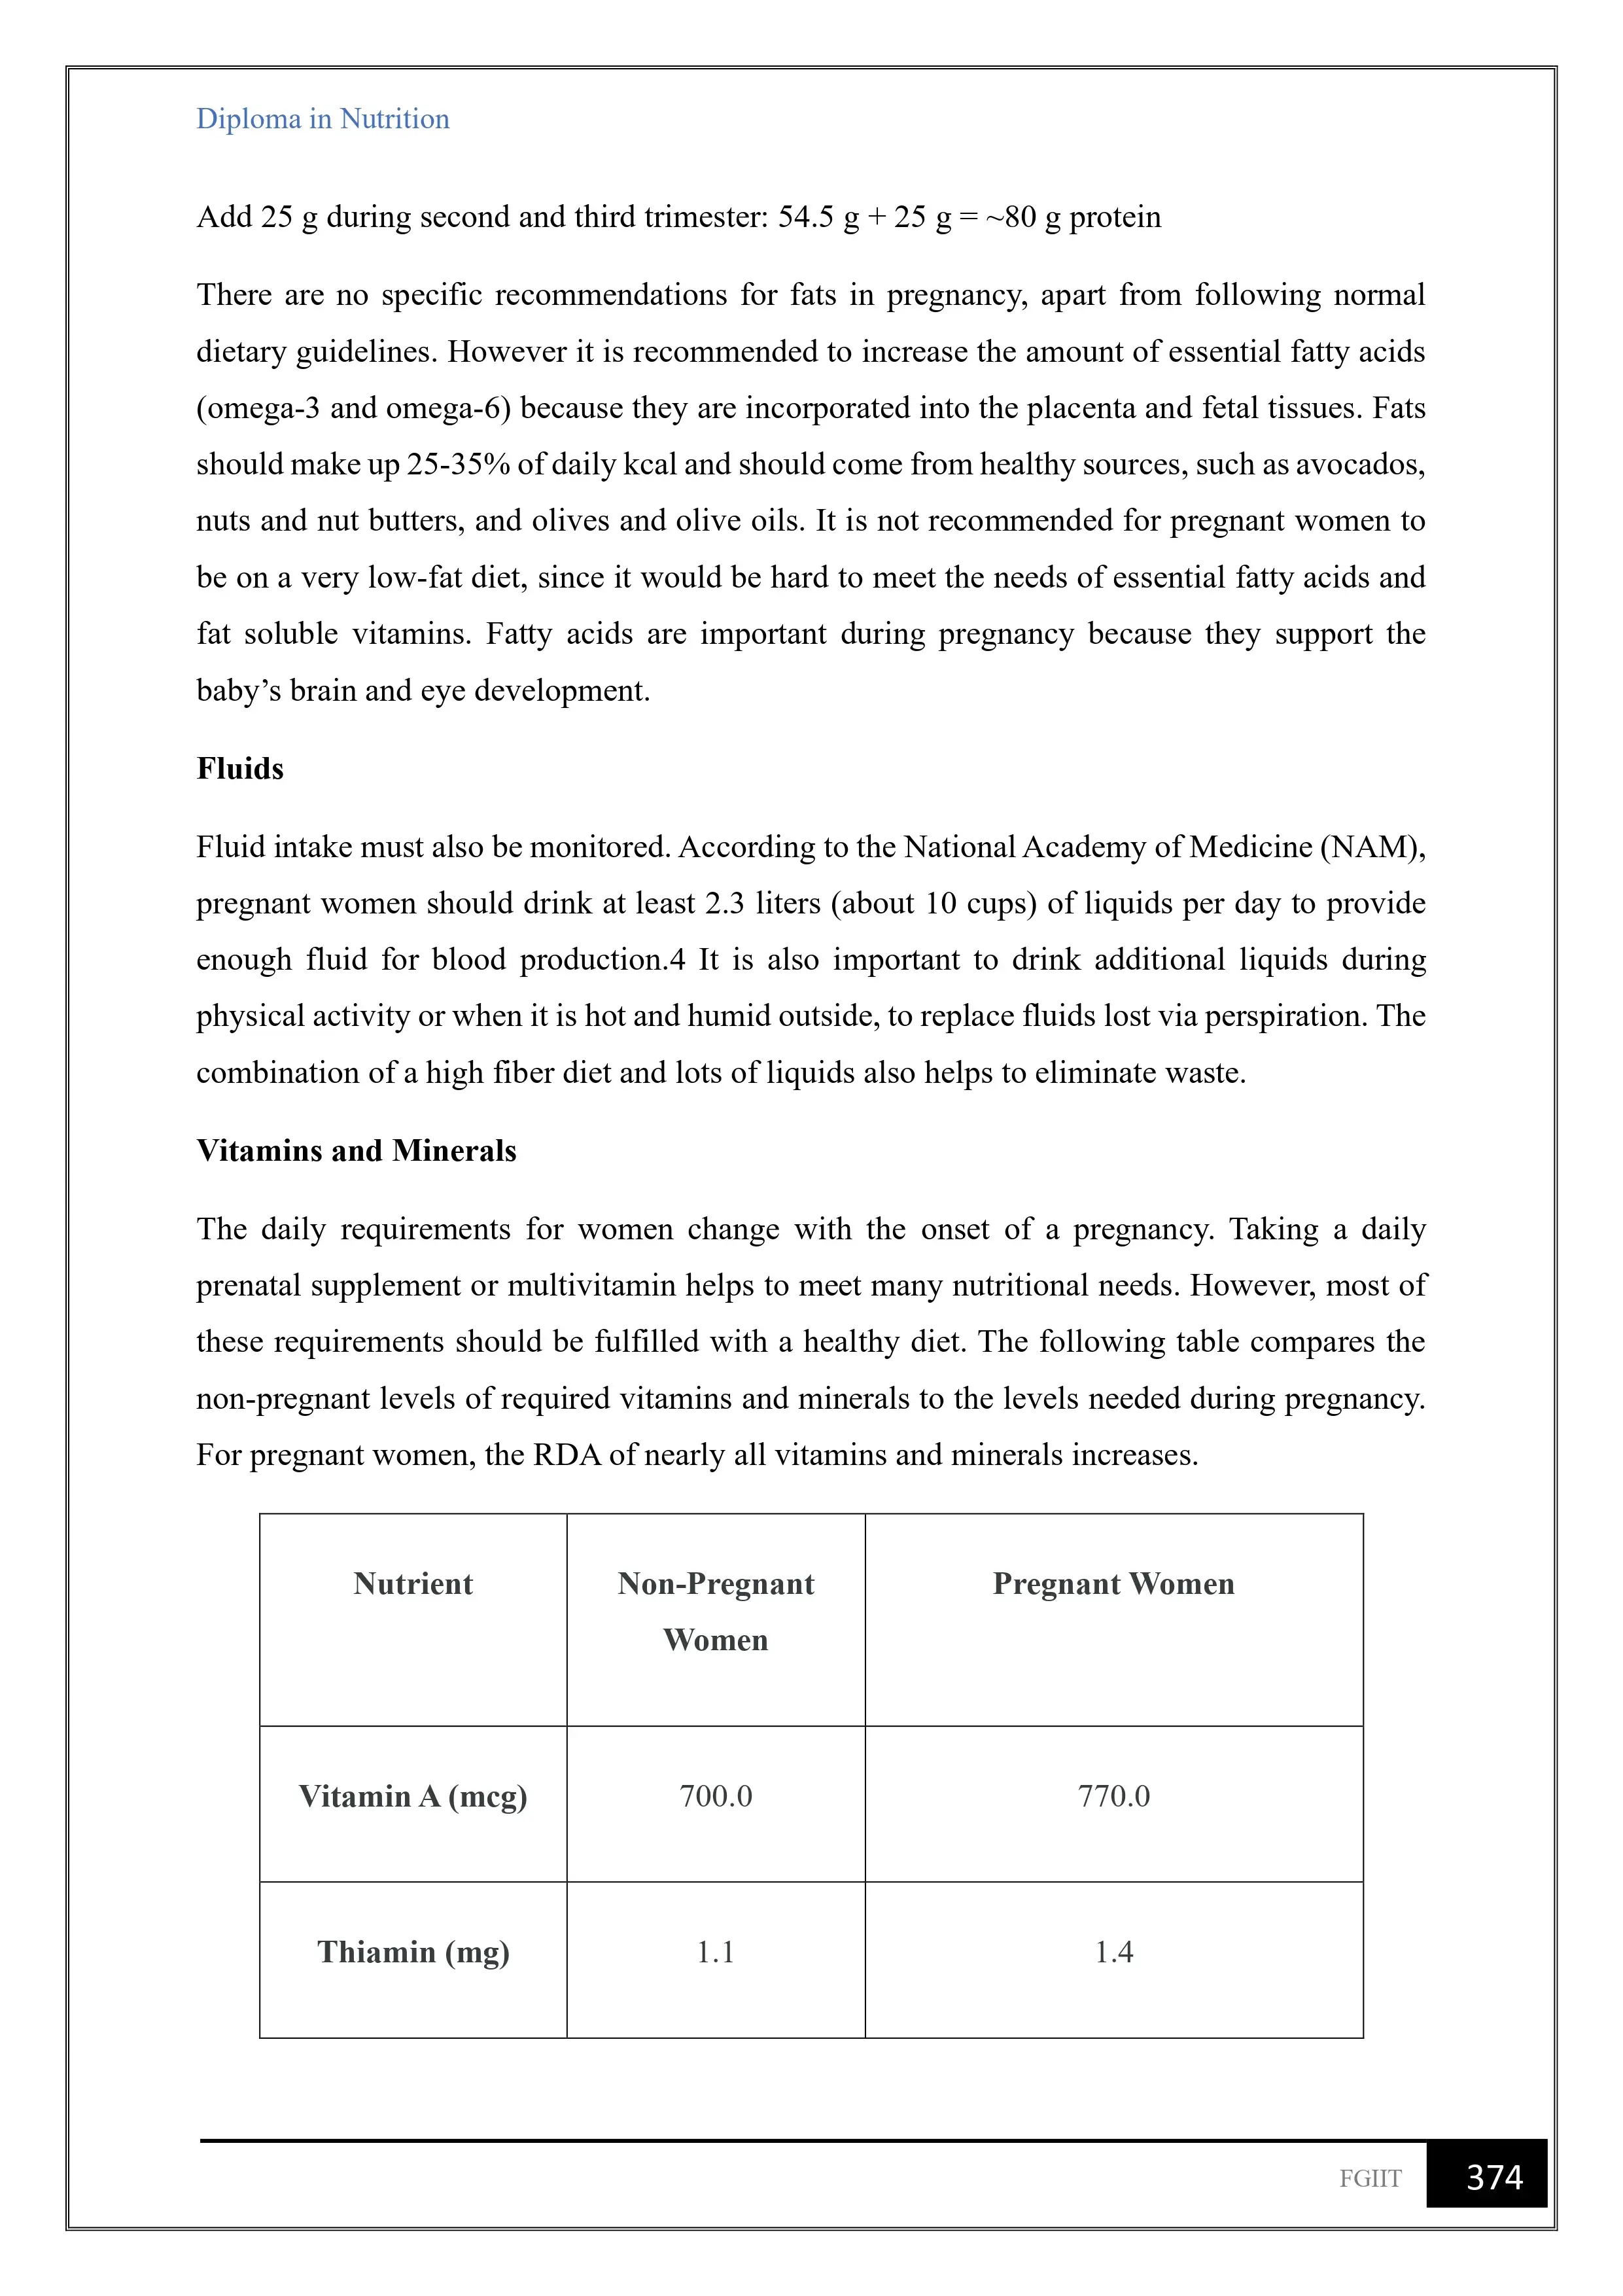 Diploma in Nutrition
Add 25 g during second and third trimester: 54.5 g + 25 g = ~80 g protein
There are no specific recommendations for fats in pregnancy, apart from following normal
dietary guidelines. However it is recommended to increase the amount of essential fatty acids
(omega-3 and omega-6) because they are incorporated into the placenta and fetal tissues. Fats
should make up 25-35% of daily kcal and should come from healthy sources, such as avocados,
nuts and nut butters, and olives and olive oils. It is not recommended for pregnant women to
be on a very low-fat diet, since it would be hard to meet the needs of essential fatty acids and
fat soluble vitamins. Fatty acids are important during pregnancy because they support the
baby’s brain and eye development.
Fluids
Fluid intake must also be monitored. According to the National Academy of Medicine (NAM),
pregnant women should drink at least 2.3 liters (about 10 cups) of liquids per day to provide
enough fluid for blood production.4 It is also important to drink additional liquids during
physical activity or when it is hot and humid outside, to replace fluids lost via perspiration. The
combination of a high fiber diet and lots of liquids also helps to eliminate waste.
Vitamins and Minerals
The daily requirements for women change with the onset of a pregnancy. Taking a daily
prenatal supplement or multivitamin helps to meet many nutritional needs. However, most of
these requirements should be fulfilled with a healthy diet. The following table compares the
non-pregnant levels of required vitamins and minerals to the levels needed during pregnancy.
For pregnant women, the RDA of nearly all vitamins and minerals increases.
Nutrient Non-Pregnant Pregnant Women
Women
Vitamin A (mcg) 700.0 770.0
Thiamin (mg) 1.1 1.4
FGIIT 374